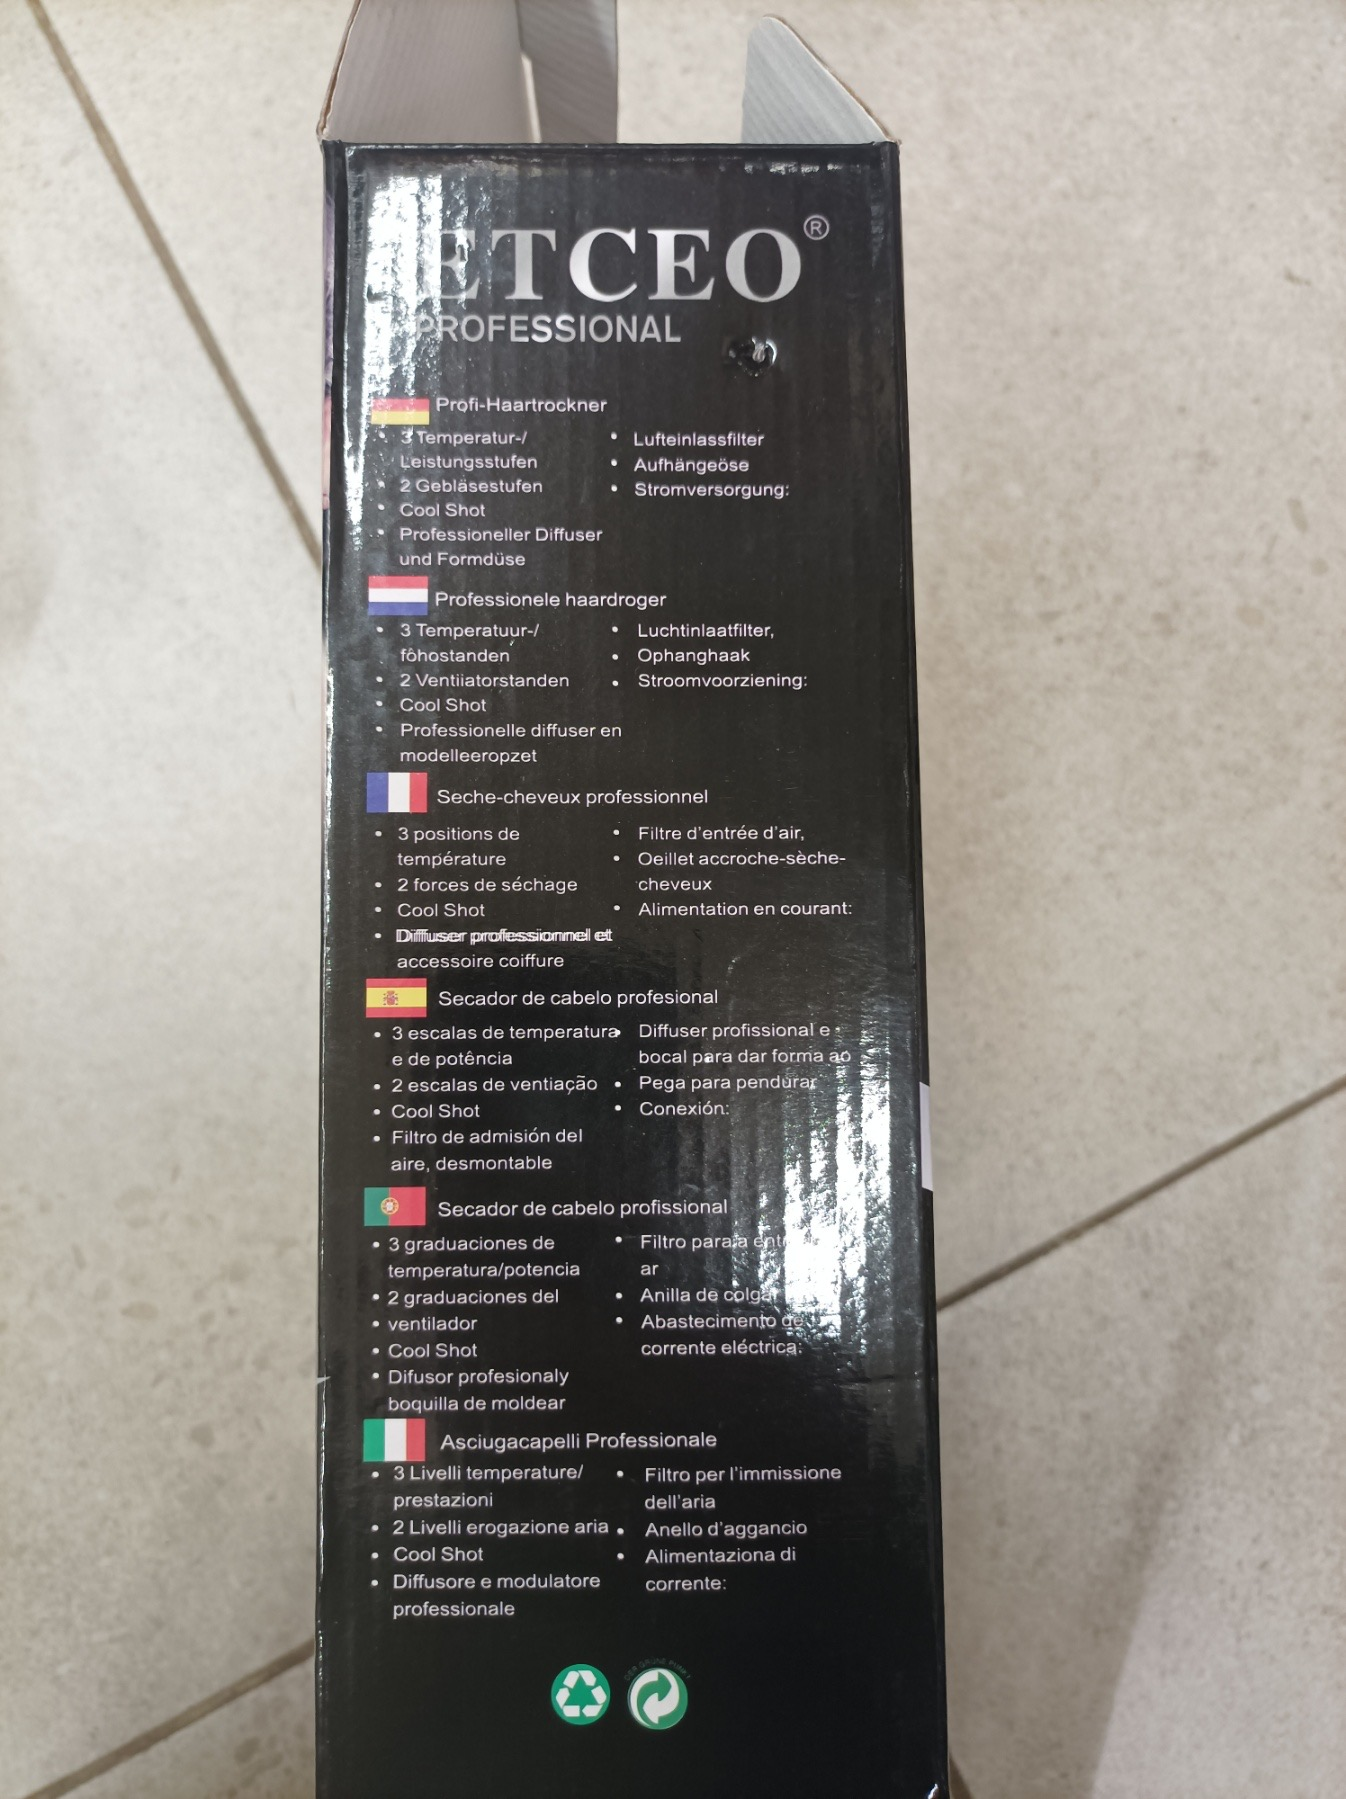 ETCEO®
PROFESSIONAL
Profi-Haartrockner
• 3 Temperatur-/
Leistungsstufen
• 2 Gebläsestufen
• Cool Shot
• Professioneller Diffuser
und Formdüse
• Lufteinlassfilter
• Aufhängeöse
• Stromversorgung:
Professionele haardroger
• 3 Temperatuur-/
fôhostanden
• 2 Ventiiatorstanden
• Cool Shot
• Professionelle diffuser en
modelleeropzet
• Luchtinlaatfilter,
• Ophanghaak
• Stroomvoorziening:
Seche-cheveux professionnel
• 3 positions de
température
• 2 forces de séchage
• Cool Shot
• Diffuser professionnel et
accessoire coiffure
• Filtre d'entrée d'air,
• Oeillet accroche-sèche-
cheveux
• Alimentation en courant:
Secador de cabelo profesional
• 3 escalas de temperatura
e de potência
• 2 escalas de ventiação
• Cool Shot
• Filtro de admisión del
aire, desmontable
• Diffuser profissional e
bocal para dar forma ao
• Pega para pendurar
• Conexión:
Secador de cabelo profissional
• 3 graduaciones de
temperatura/potencia
• 2 graduaciones del
• ventilador
• Cool Shot
• Difusor profesionaly
boquilla de moldear
• Filtro para
ar
• Anilla de colgar
• Abastecimento de
corrente eléctrica:
Asciugacapelli Professionale
• 3 Livelli temperature/
prestazioni
• 2 Livelli erogazione aria
• Cool Shot
• Diffusore e modulatore
professionale
• Filtro per l'immissione
dell'aria
• Anello d'aggancio
• Alimentaziona di
corrente:
DER GRÜNE PUNKT